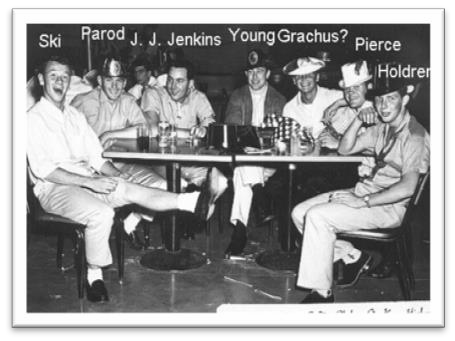 Ski
Parod
J. J. Jenkins
Young
Grachus?
Pierce
Holdren